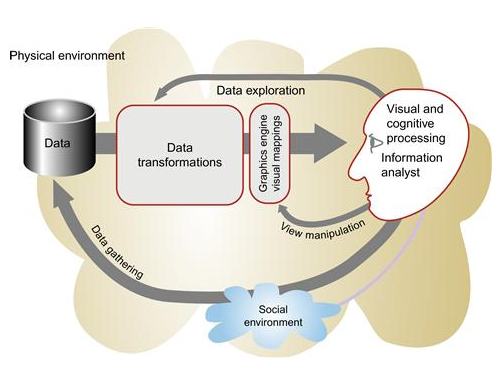 Physical environment
Data exploration
Data
Data
transformations
Graphics engine
visual mappings
Visual and
cognitive
processing
Information
analyst
View manipulation
Data gathering
Social
environment